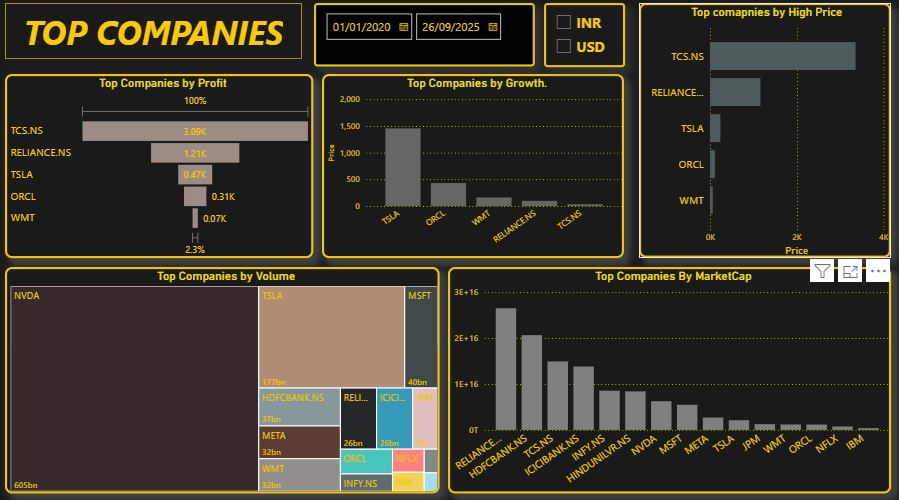 TOP COMPANIES
01/01/2020
26/09/2025
INR
USD
Top comapnies by High Price
TCS.NS
RELIANCE...
TSLA
ORCL
WMT
0K
2K
4K
Price
Top Companies by Profit
100%
TCS.NS
3.09K
RELIANCE.NS
1.21K
TSLA
0.47K
ORCL
0.31K
WMT
0.07K
2.3%
Top Companies by Growth.
Price
2,000
1,500
1,000
500
0
TSLA
ORCL
WMT
RELIANCE.NS
TCS.NS
Top Companies by Volume
NVDA
605bn
TSLA
177bn
MSFT
40bn
HDFCBANK.NS
37bn
META
32bn
WMT
32bn
RELI...
26bn
ICICI...
26bn
JPM
ORCL
INFY.NS
NFLX
IBM
Top Companies By MarketCap
3E+16
2E+16
1E+16
0T
RELIANCE...
HDFCBANK.NS
TCS.NS
ICICIBANK.NS
INFY.NS
HINDUNILVR.NS
NVDA
MSFT
META
TSLA
JPM
WMT
ORCL
NFLX
IBM